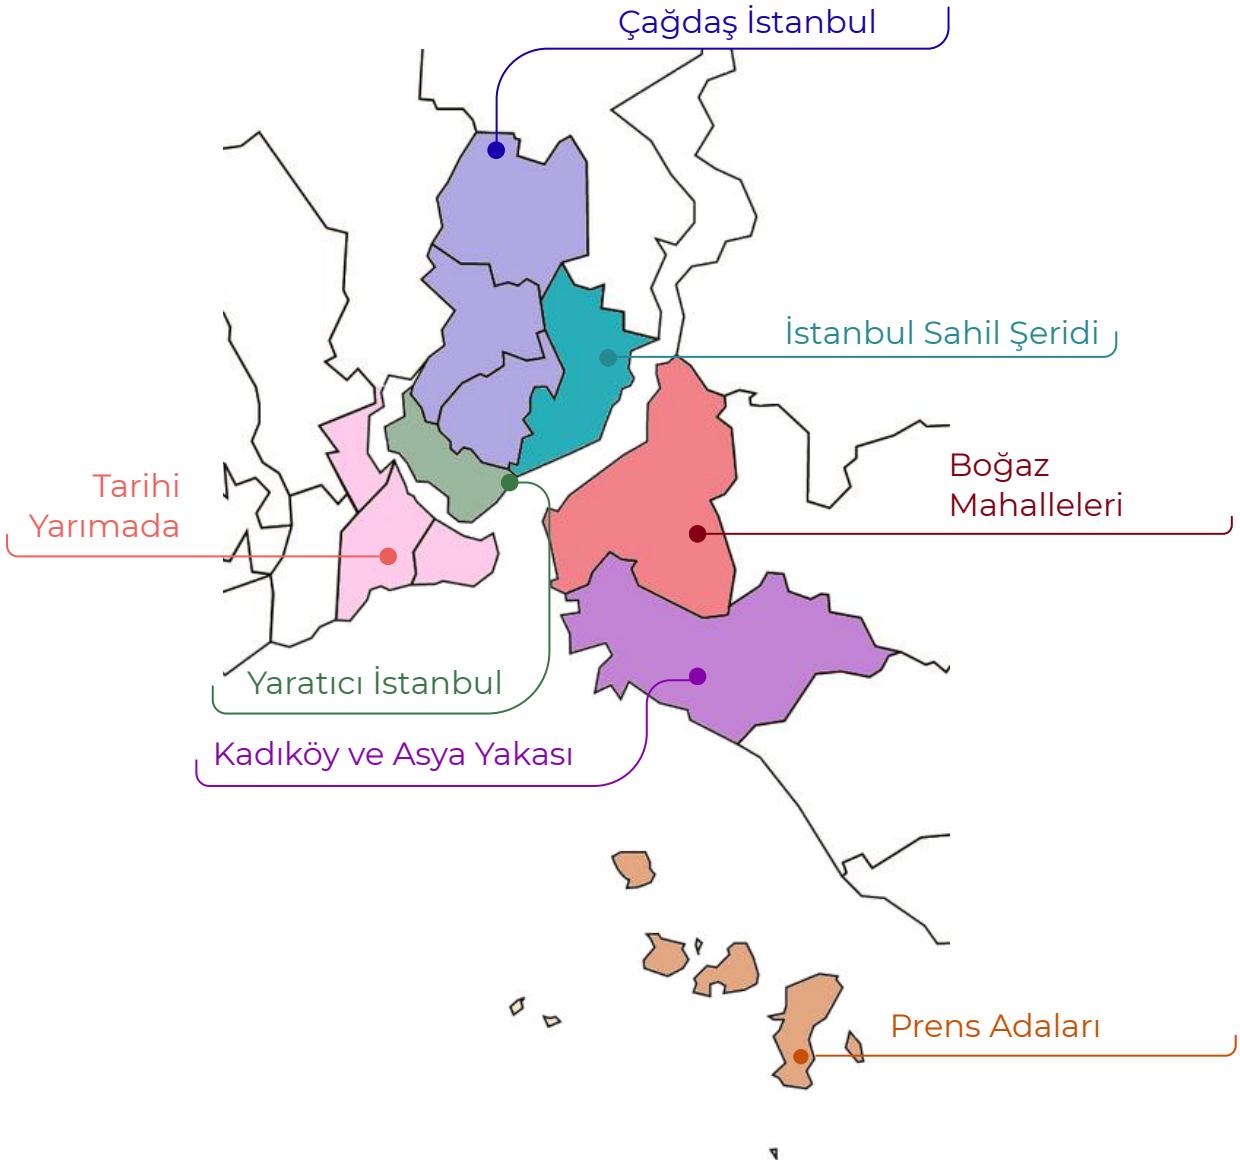 Çağdaş İstanbul
İstanbul Sahil Şeridi
Boğaz
Mahalleleri
Tarihi
Yarımada
Yaratıcı İstanbul
Kadıköy ve Asya Yakası
Prens Adaları